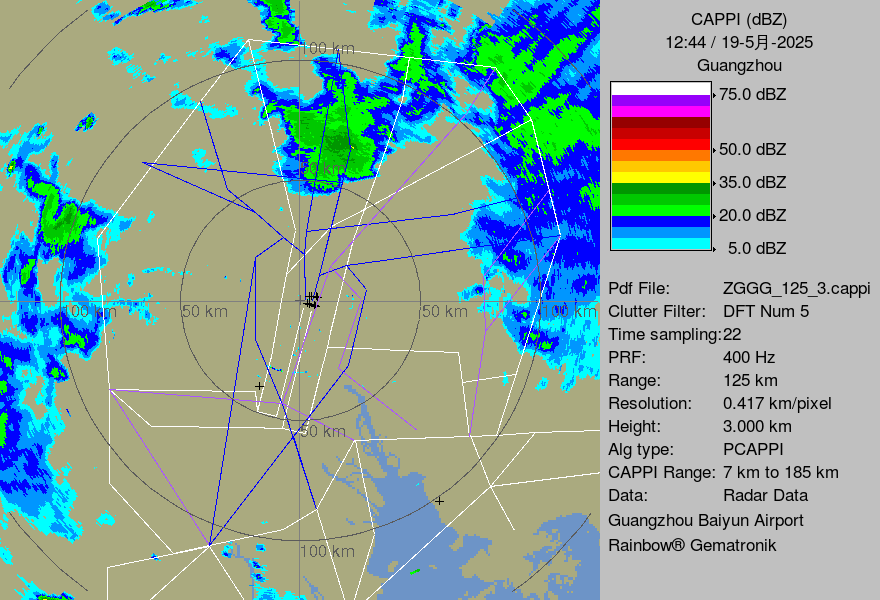 CAPPI (dBZ)
12:44 / 19-5月-2025
Guangzhou
75.0 dBZ
50.0 dBZ
35.0 dBZ
20.0 dBZ
5.0 dBZ
Pdf File: ZGGG_125_3.cappi
Clutter Filter: DFT Num 5
Time sampling:22
PRF: 400 Hz
Range: 125 km
Resolution: 0.417 km/pixel
Height: 3.000 km
Alg type: PCAPPI
CAPPI Range: 7 km to 185 km
Data: Radar Data
Guangzhou Baiyun Airport
Rainbow® Gematronik
100 km
100 km
50 km
50 km
100 km
50 km
100 km